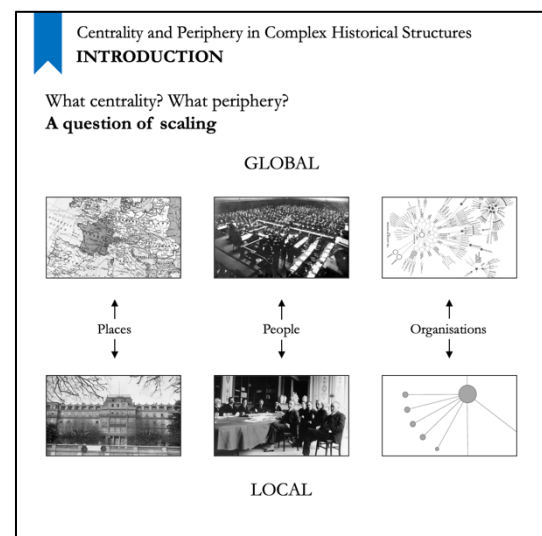 Centrality and Periphery in Complex Historical Structures
INTRODUCTION
What centrality? What periphery?
A question of scaling
GLOBAL
Places
People
Organisations
LOCAL